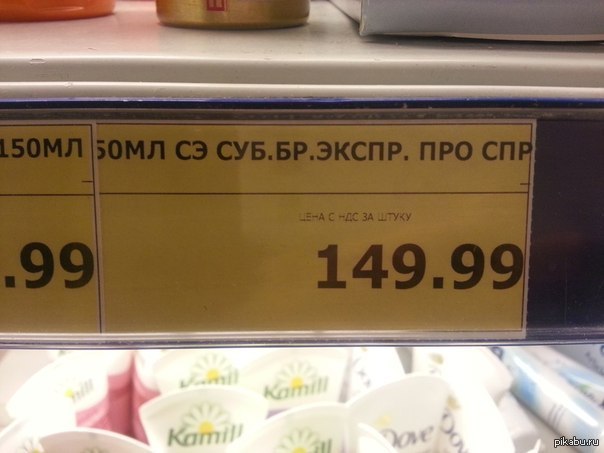 150МЛ
50МЛ СЭ СУБ.БР.ЭКСПР. ПРО СПР
ЦЕНА С НДС ЗА ШТУКУ
.99
149.99
Kamill
Kamill
Kamill
Dove
Dove
pikabu.ru